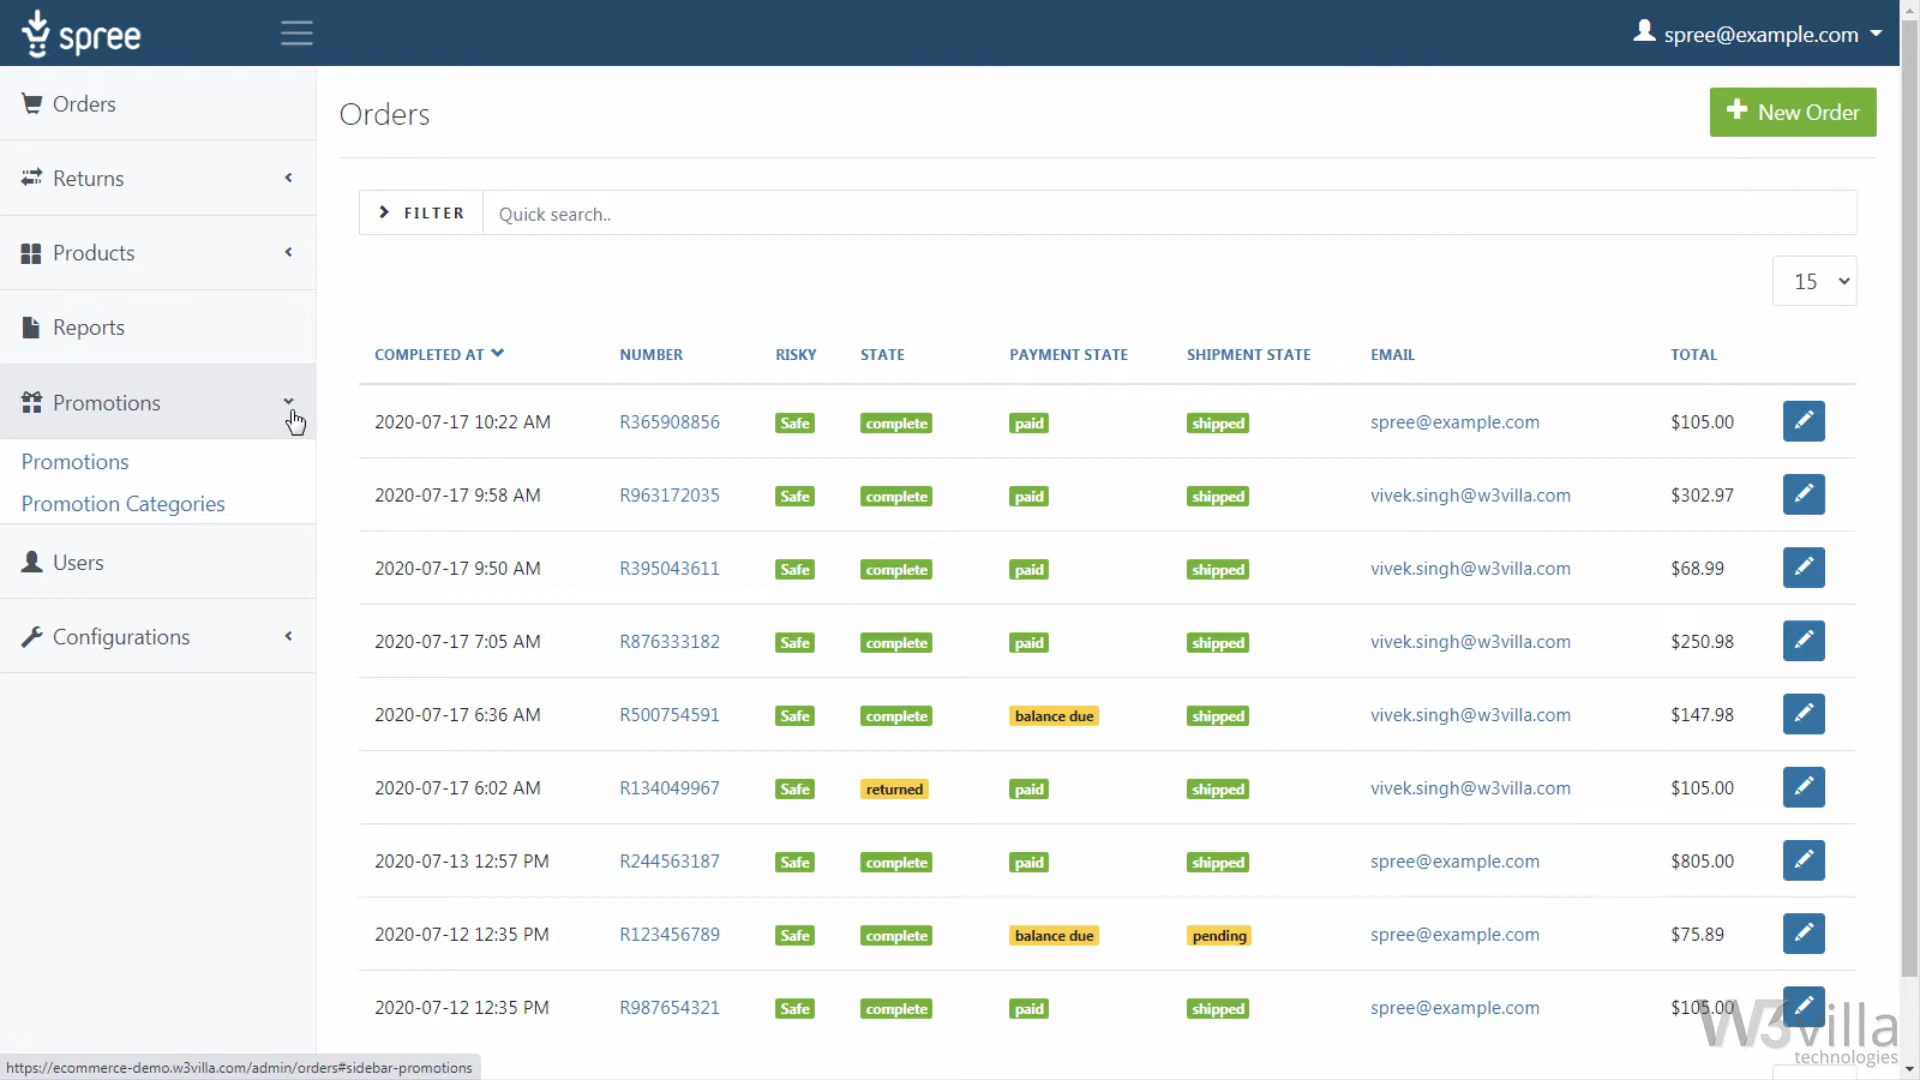 spree
spree@example.com
Orders
Returns
Products
Reports
Promotions
Promotions
Promotion Categories
Users
Configurations
Orders
New Order
FILTER
Quick search..
15
COMPLETED AT NUMBER RISKY STATE PAYMENT STATE SHIPMENT STATE EMAIL TOTAL
2020-07-17 10:22 AM R365908856 Safe complete paid shipped spree@example.com $105.00
2020-07-17 9:58 AM R963172035 Safe complete paid shipped vivek.singh@w3villa.com $302.97
2020-07-17 9:50 AM R395043611 Safe complete paid shipped vivek.singh@w3villa.com $68.99
2020-07-17 7:05 AM R876333182 Safe complete paid shipped vivek.singh@w3villa.com $250.98
2020-07-17 6:36 AM R500754591 Safe complete balance due shipped vivek.singh@w3villa.com $147.98
2020-07-17 6:02 AM R134049967 Safe returned paid shipped vivek.singh@w3villa.com $105.00
2020-07-13 12:57 PM R244563187 Safe complete paid shipped spree@example.com $805.00
2020-07-12 12:35 PM R123456789 Safe complete balance due pending spree@example.com $75.89
2020-07-12 12:35 PM R987654321 Safe complete paid shipped spree@example.com $105.00
W3villa
technologies
https://ecommerce-demo.w3villa.com/admin/orders#sidebar-promotions